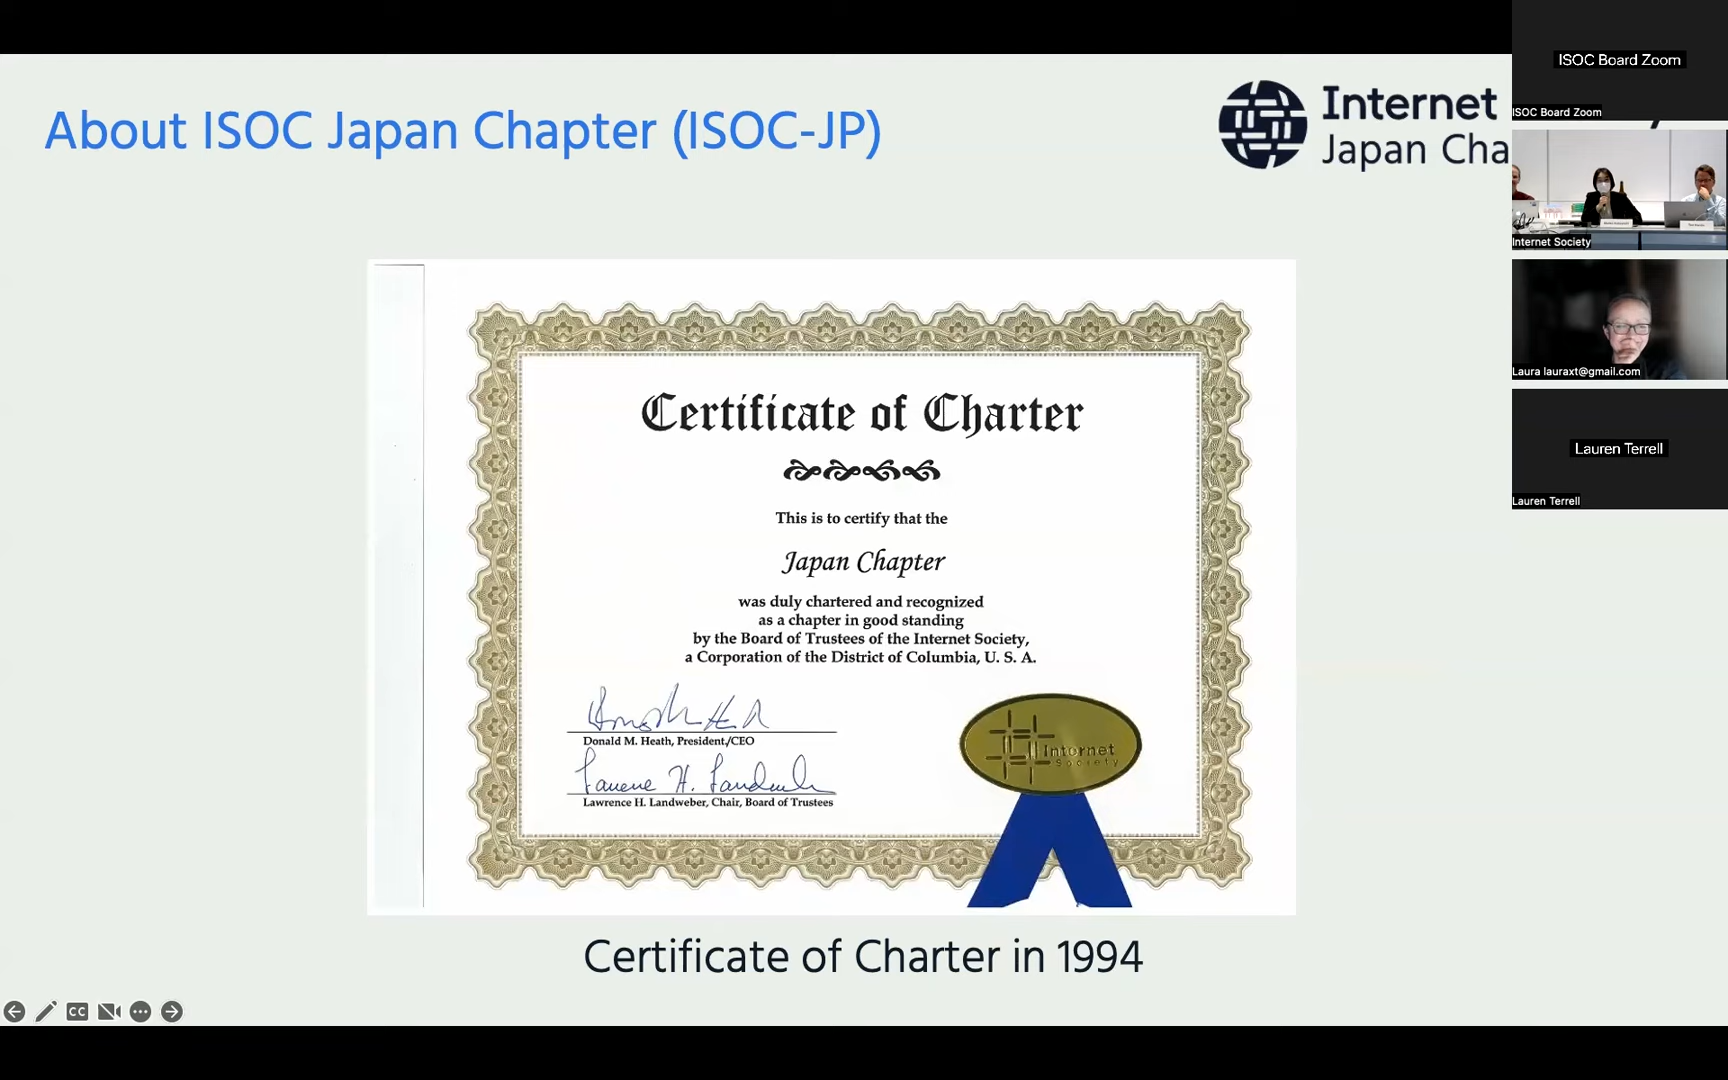 About ISOC Japan Chapter (ISOC-JP)
Internet
Japan Cha
Certificate of Charter
This is to certify that the
Japan Chapter
was duly chartered and recognized
as a chapter in good standing
by the Board of Trustees of the Internet Society,
a Corporation of the District of Columbia, U. S. A.
Donald M. Heath, President/CEO
Lawrence H. Landweber, Chair, Board of Trustees
Internet
Society
Certificate of Charter in 1994
CC
ISOC Board Zoom
ISOC Board Zoom
Internet Society
Laura lauraxt@gmail.com
Lauren Terrell
Lauren Terrell